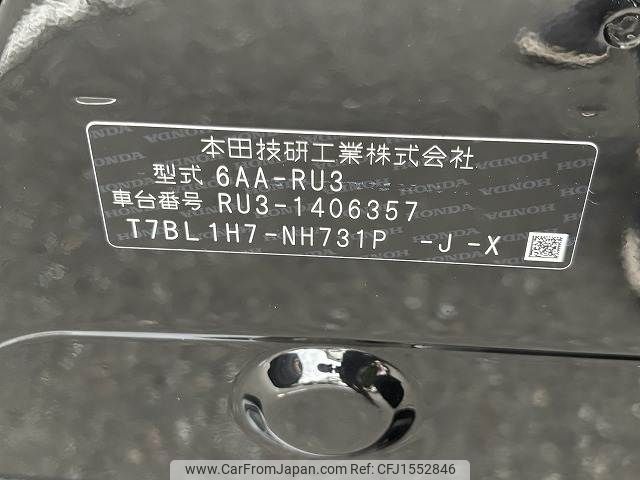 本田技研工業株式会社
型式 6AA-RU3
車台番号 RU3-1406357
T7BL1H7-NH731P -J-X
www.CarFromJapan.com | Ref: CFJ1552846